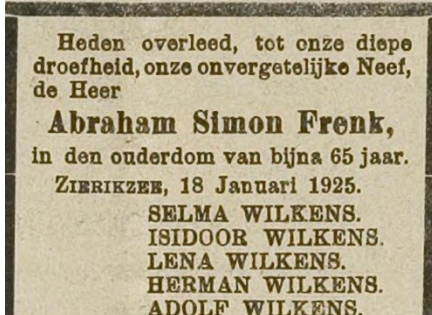 Heden overleed, tot onze diepe
droefheid, onze onvergetelijke Neef,
de Heer
Abraham Simon Frenk,
in den ouderdom van bijna 65 jaar.
ZIERIKZEE, 18 Januari 1925.
SELMA WILKENS.
ISIDOOR WILKENS.
LENA WILKENS.
HERMAN WILKENS.
ADOLF WILKENS.